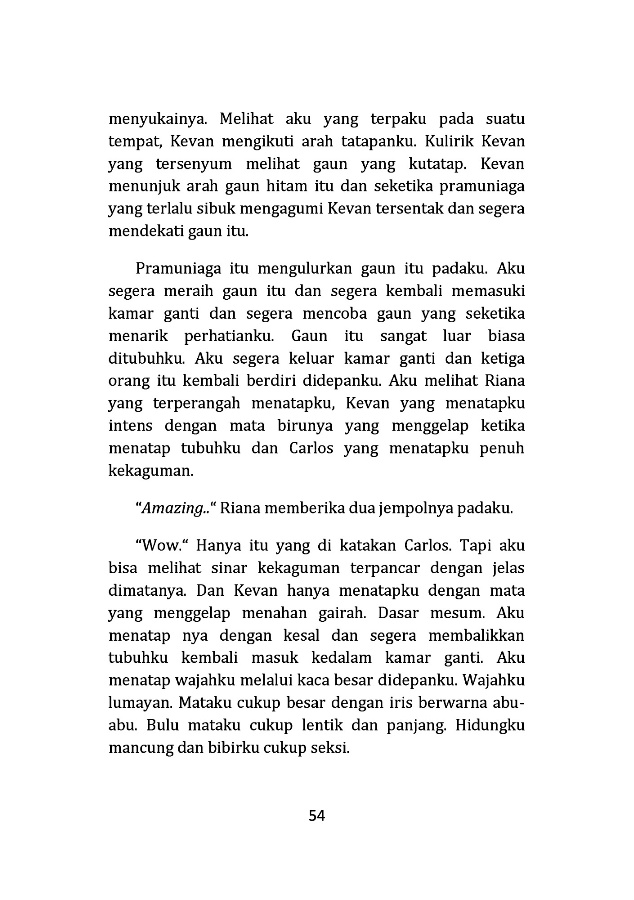 menyukainya. Melihat aku yang terpaku pada suatu
tempat, Kevan mengikuti arah tatapanku. Kulirik Kevan
yang tersenyum melihat gaun yang kutatap. Kevan
menunjuk arah gaun hitam itu dan seketika pramuniaga
yang terlalu sibuk mengagumi Kevan tersentak dan segera
mendekati gaun itu.
Pramuniaga itu mengulurkan gaun itu padaku. Aku
segera meraih gaun itu dan segera kembali memasuki
kamar ganti dan segera mencoba gaun yang seketika
menarik perhatianku. Gaun itu sangat luar biasa
ditubuhku. Aku segera keluar kamar ganti dan ketiga
orang itu kembali berdiri didepanku. Aku melihat Riana
yang terperangah menatapku, Kevan yang menatapku
intens dengan mata birunya yang menggelap ketika
menatap tubuhku dan Carlos yang menatapku penuh
kekaguman.
“Amazing..“ Riana memberika dua jempolnya padaku.
“Wow.“ Hanya itu yang di katakan Carlos. Tapi aku
bisa melihat sinar kekaguman terpancar dengan jelas
dimatanya. Dan Kevan hanya menatapku dengan mata
yang menggelap menahan gairah. Dasar mesum. Aku
menatap nya dengan kesal dan segera membalikkan
tubuhku kembali masuk kedalam kamar ganti. Aku
menatap wajahku melalui kaca besar didepanku. Wajahku
lumayan. Mataku cukup besar dengan iris berwarna abu-
abu. Bulu mataku cukup lentik dan panjang. Hidungku
mancung dan bibirku cukup seksi.
54